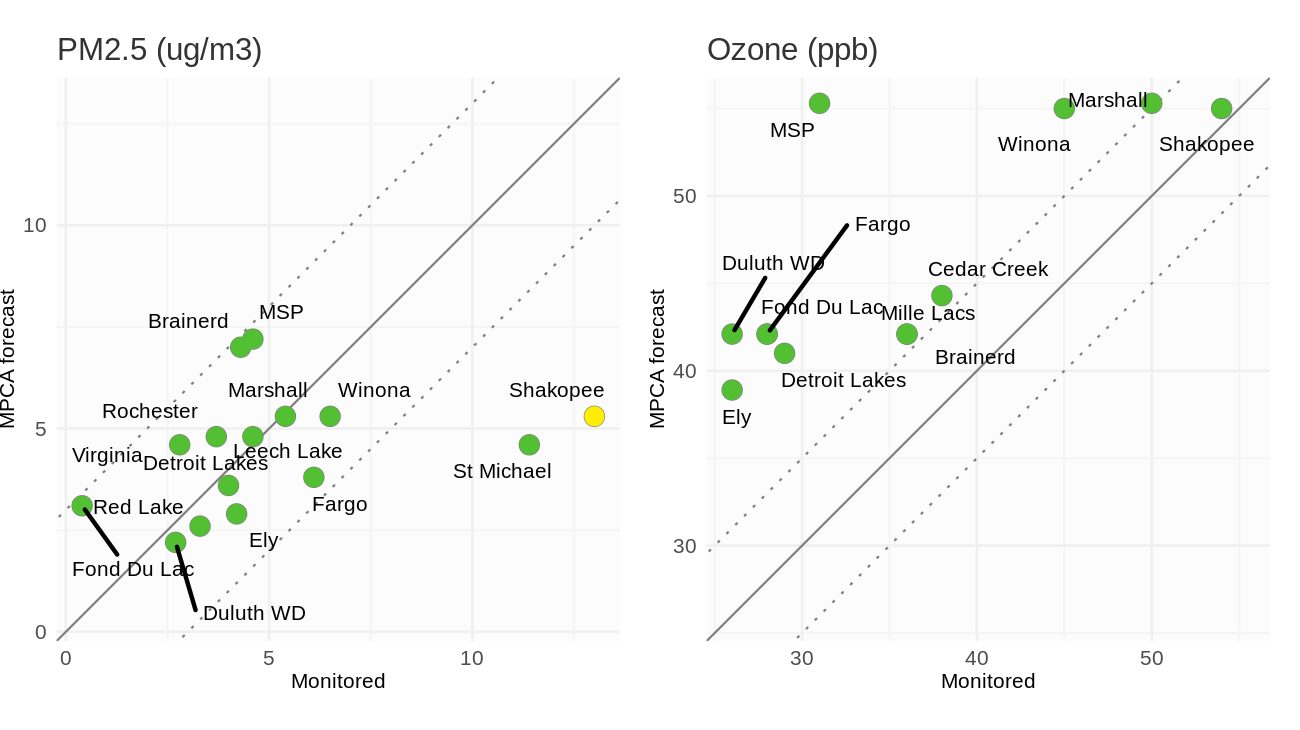 PM2.5 (ug/m3)
MPCA forecast
10
5
0
MSP
Brainerd
Marshall
Winona
Shakopee
Rochester
Virginia
Leech Lake
Detroit Lakes
St Michael
Red Lake
Fargo
Ely
Fond Du Lac
Duluth WD
0
5
10
Monitored
Ozone (ppb)
MPCA forecast
50
40
30
Marshall
MSP
Winona
Shakopee
Fargo
Duluth WD
Cedar Creek
Fond Du Lac
Mille Lacs
Brainerd
Detroit Lakes
Ely
30
40
50
Monitored